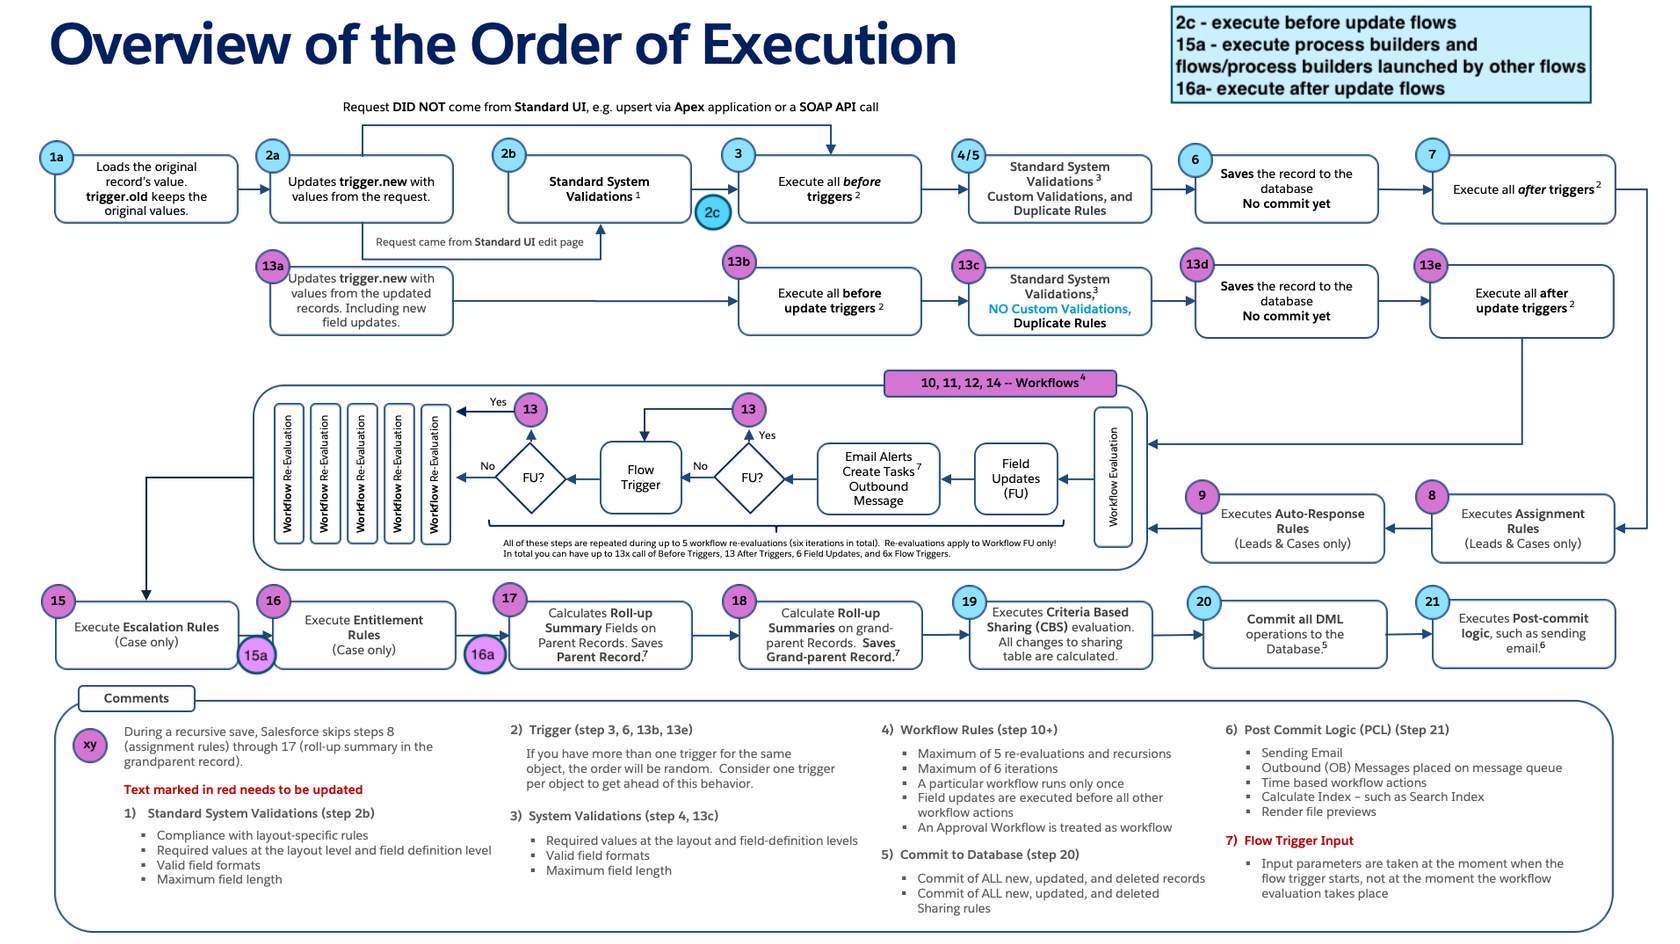 Overview of the Order of Execution
2c - execute before update flows
15a - execute process builders and
flows/process builders launched by other flows
16a- execute after update flows
Request DID NOT come from Standard UI, e.g. upsert via Apex application or a SOAP API call
1a
Loads the original
record's value.
trigger.old keeps the
original values.
2a
Updates trigger.new with
values from the request.
2b
Standard System
Validations 1
2c
3
Execute all before
triggers 2
4/5
Standard System
Validations 3
Custom Validations, and
Duplicate Rules
6
Saves the record to the
database
No commit yet
7
Execute all after triggers 2
Request came from Standard UI edit page
13a
Updates trigger.new with
values from the updated
records. Including new
field updates.
13b
Execute all before
update triggers 2
13c
Standard System
Validations,3
NO Custom Validations,
Duplicate Rules
13d
Saves the record to the
database
No commit yet
13e
Execute all after
update triggers 2
10, 11, 12, 14 -- Workflows4
Workflow Re-Evaluation
Workflow Re-Evaluation
Workflow Re-Evaluation
Workflow Re-Evaluation
Workflow Re-Evaluation
Yes
13
No
FU?
Flow
Trigger
13
Yes
No
FU?
Email Alerts
Create Tasks7
Outbound
Message
Field
Updates
(FU)
Workflow Evaluation
All of these steps are repeated during up to 5 workflow re-evaluations (six iterations in total). Re-evaluations apply to Workflow FU only!
In total you can have up to 13x call of Before Triggers, 13 After Triggers, 6 Field Updates, and 6x Flow Triggers.
9
Executes Auto-Response
Rules
(Leads & Cases only)
8
Executes Assignment
Rules
(Leads & Cases only)
15
Execute Escalation Rules
(Case only)
15a
16
Execute Entitlement
Rules
(Case only)
16a
17
Calculates Roll-up
Summary Fields on
Parent Records. Saves
Parent Record.7
18
Calculate Roll-up
Summaries on grand-
parent Records. Saves
Grand-parent Record.7
19
Executes Criteria Based
Sharing (CBS) evaluation.
All changes to sharing
table are calculated.
20
Commit all DML
operations to the
Database.5
21
Executes Post-commit
logic, such as sending
email.6
Comments
xy
During a recursive save, Salesforce skips steps 8
(assignment rules) through 17 (roll-up summary in the
grandparent record).
Text marked in red needs to be updated
1) Standard System Validations (step 2b)
▪ Compliance with layout-specific rules
▪ Required values at the layout level and field definition level
▪ Valid field formats
▪ Maximum field length
2) Trigger (step 3, 6, 13b, 13e)
If you have more than one trigger for the same
object, the order will be random. Consider one trigger
per object to get ahead of this behavior.
3) System Validations (step 4, 13c)
▪ Required values at the layout and field-definition levels
▪ Valid field formats
▪ Maximum field length
4) Workflow Rules (step 10+)
▪ Maximum of 5 re-evaluations and recursions
▪ Maximum of 6 iterations
▪ A particular workflow runs only once
▪ Field updates are executed before all other
workflow actions
▪ An Approval Workflow is treated as workflow
5) Commit to Database (step 20)
▪ Commit of ALL new, updated, and deleted records
▪ Commit of ALL new, updated, and deleted
Sharing rules
6) Post Commit Logic (PCL) (Step 21)
▪ Sending Email
▪ Outbound (OB) Messages placed on message queue
▪ Time based workflow actions
▪ Calculate Index – such as Search Index
▪ Render file previews
7) Flow Trigger Input
▪ Input parameters are taken at the moment when the
flow trigger starts, not at the moment the workflow
evaluation takes place